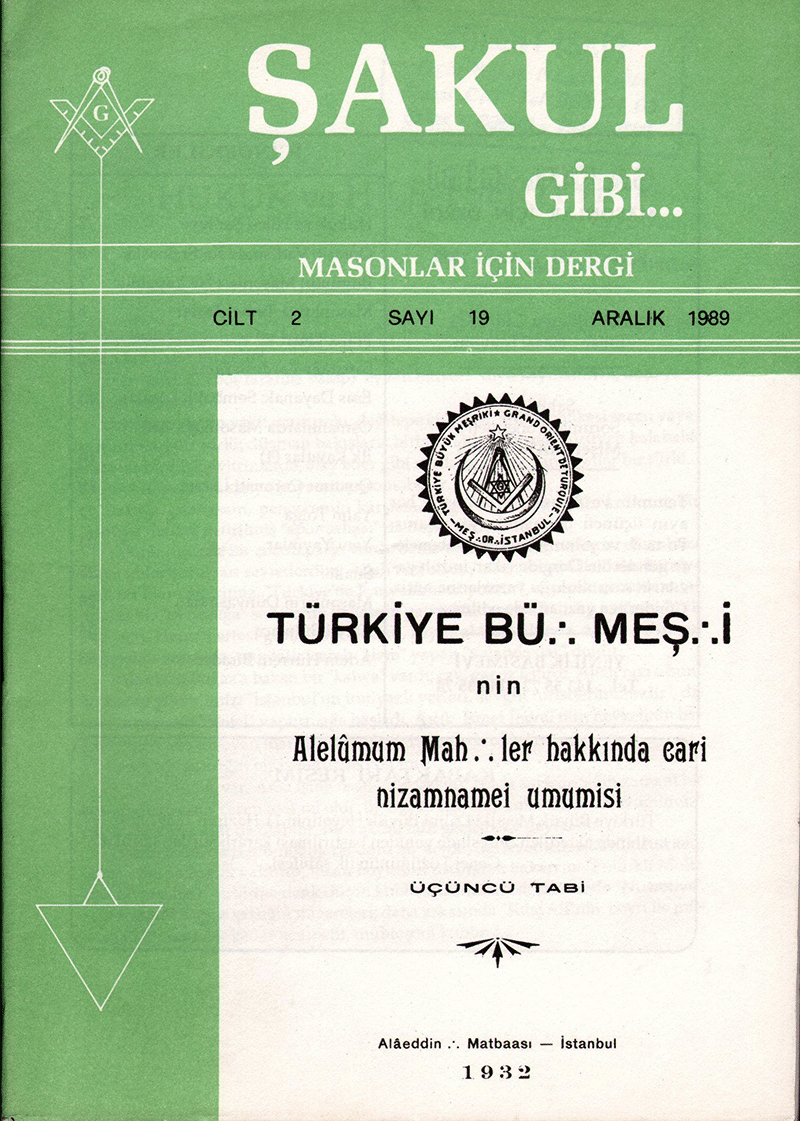 G
ŞAKUL
GİBİ...
MASONLAR İÇİN DERGİ
CİLT 2 SAYI 19 ARALIK 1989
TÜRKİYE BÜYÜK MEŞRIKI ★ GRAND ORIENT DE TURQUIE
MEŞ∴ OR∴ İSTANBUL
TÜRKİYE BÜ∴ MEŞ∴İ
nin
Alelûmum Mah∴ler hakkında cari
nizamnamei umumisi
ÜÇÜNCÜ TABİ
Alâeddin ∴ Matbaası — İstanbul
1932